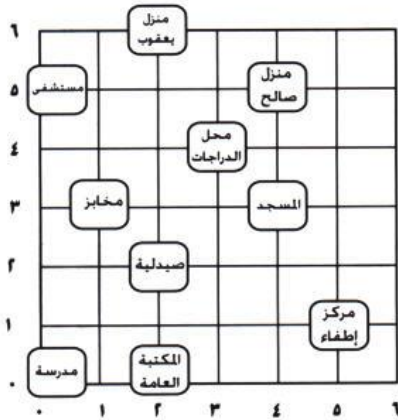 ٦
منزل
يعقوب
٥
مستشفى
منزل
صالح
٤
محل
الدراجات
٣
مخابز
المسجد
٢
صيدلية
١
مركز
إطفاء
٠
مدرسة
المكتبة
العامة
٠ ١ ٢ ٣ ٤ ٥ ٦